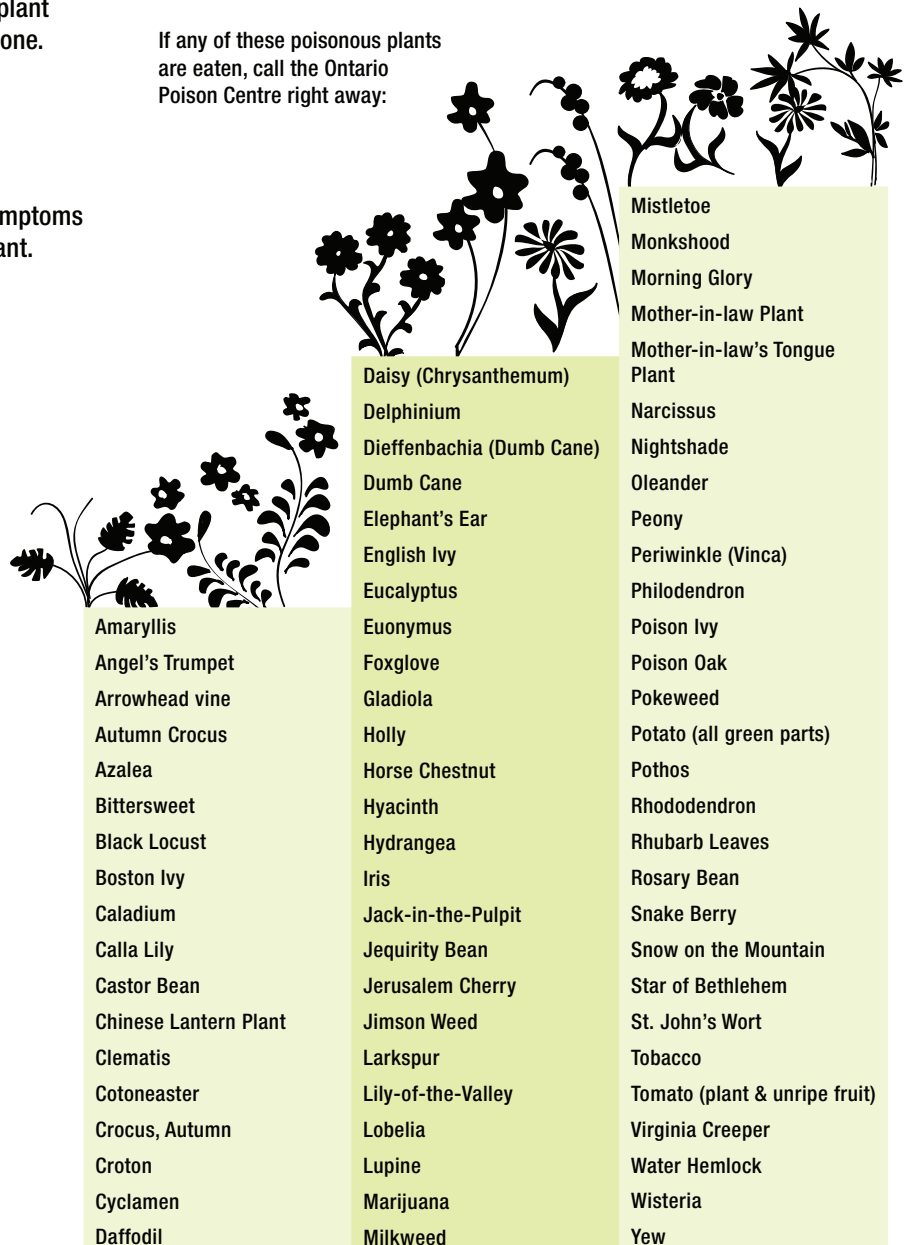 plant
one.
If any of these poisonous plants
are eaten, call the Ontario
Poison Centre right away:
mptoms
ant.
Amaryllis
Angel's Trumpet
Arrowhead vine
Autumn Crocus
Azalea
Bittersweet
Black Locust
Boston Ivy
Caladium
Calla Lily
Castor Bean
Chinese Lantern Plant
Clematis
Cotoneaster
Crocus, Autumn
Croton
Cyclamen
Daffodil
Daisy (Chrysanthemum)
Delphinium
Dieffenbachia (Dumb Cane)
Dumb Cane
Elephant's Ear
English Ivy
Eucalyptus
Euonymus
Foxglove
Gladiola
Holly
Horse Chestnut
Hyacinth
Hydrangea
Iris
Jack-in-the-Pulpit
Jequirity Bean
Jerusalem Cherry
Jimson Weed
Larkspur
Lily-of-the-Valley
Lobelia
Lupine
Marijuana
Milkweed
Mistletoe
Monkshood
Morning Glory
Mother-in-law Plant
Mother-in-law's Tongue
Plant
Narcissus
Nightshade
Oleander
Peony
Periwinkle (Vinca)
Philodendron
Poison Ivy
Poison Oak
Pokeweed
Potato (all green parts)
Pothos
Rhododendron
Rhubarb Leaves
Rosary Bean
Snake Berry
Snow on the Mountain
Star of Bethlehem
St. John's Wort
Tobacco
Tomato (plant & unripe fruit)
Virginia Creeper
Water Hemlock
Wisteria
Yew